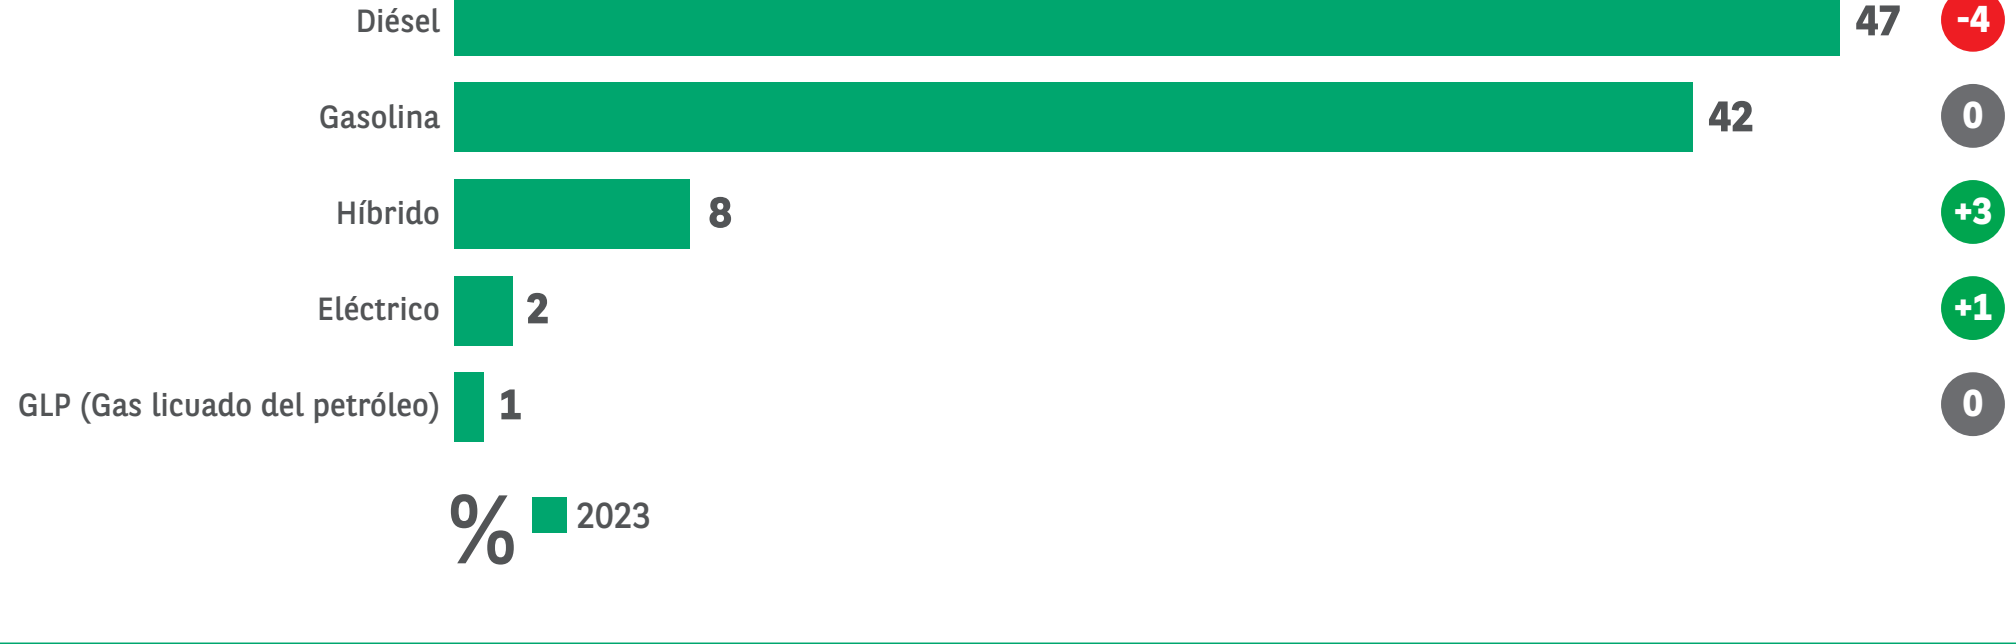 Diésel 47 -4
Gasolina 42 0
Híbrido 8 +3
Eléctrico 2 +1
GLP (Gas licuado del petróleo) 1 0
% 2023